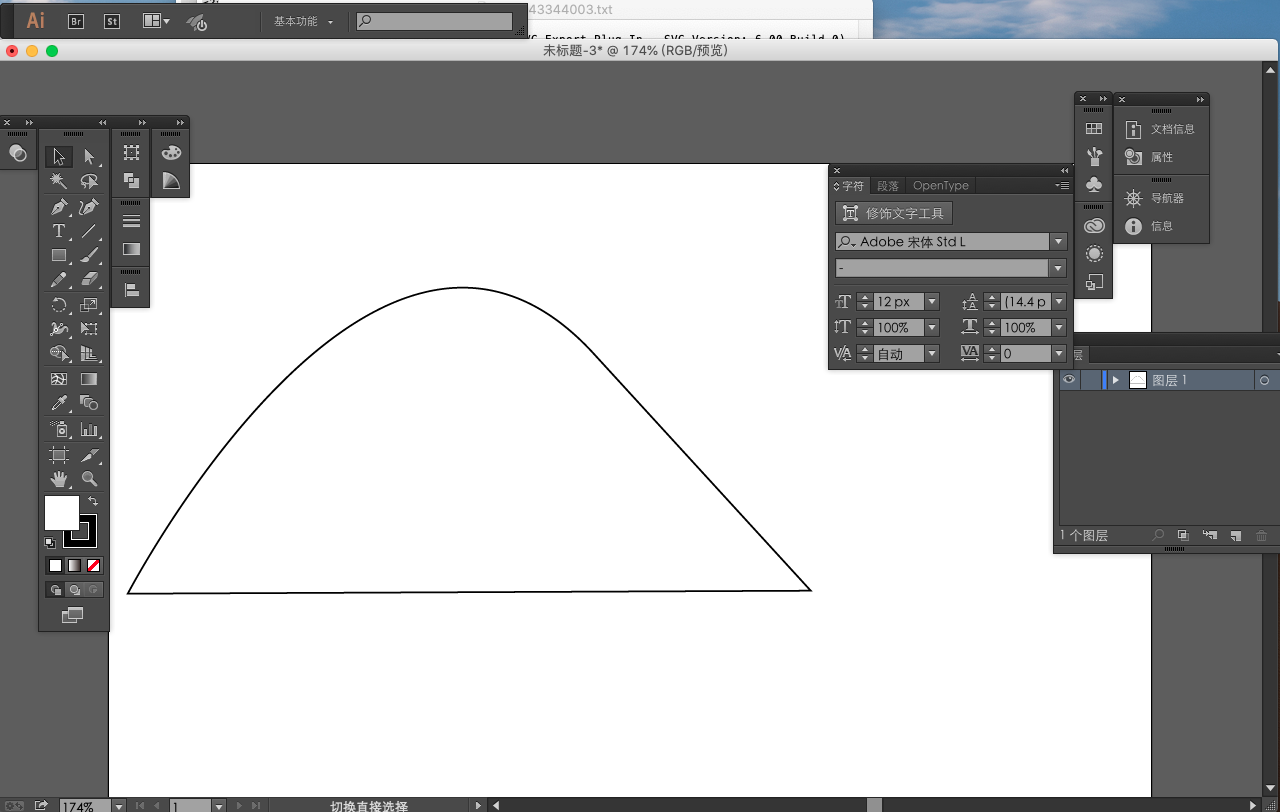 43344003.txt
Ai
Br
St
基本功能
SVG Export Plug-In . SVG Version: 6.00 Build 0)
未标题-3* @ 174% (RGB/预览)
文档信息
属性
导航器
信息
字符 段落 OpenType
修饰文字工具
Adobe 宋体 Std L
-
12 px
(14.4 p
100%
100%
自动
0
层
图层 1
1 个图层
174%
1
切换直接选择